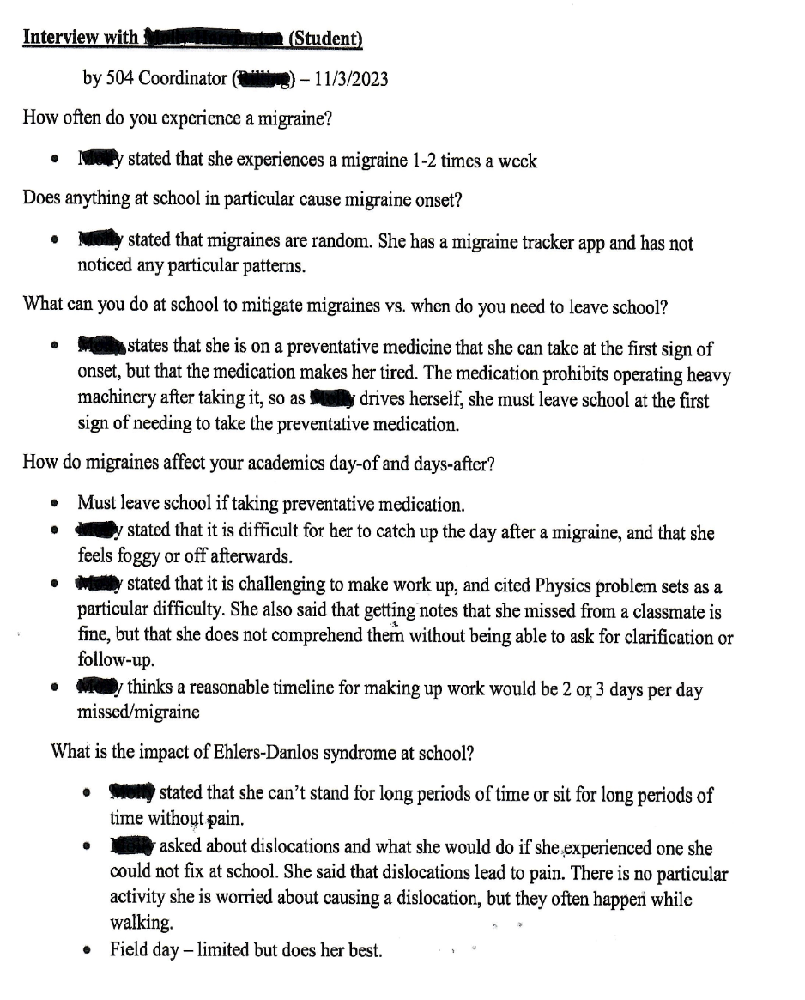 Interview with (Student)
by 504 Coordinator ( ) – 11/3/2023
How often do you experience a migraine?
• stated that she experiences a migraine 1-2 times a week
Does anything at school in particular cause migraine onset?
• stated that migraines are random. She has a migraine tracker app and has not
noticed any particular patterns.
What can you do at school to mitigate migraines vs. when do you need to leave school?
• states that she is on a preventative medicine that she can take at the first sign of
onset, but that the medication makes her tired. The medication prohibits operating heavy
machinery after taking it, so as drives herself, she must leave school at the first
sign of needing to take the preventative medication.
How do migraines affect your academics day-of and days-after?
• Must leave school if taking preventative medication.
• stated that it is difficult for her to catch up the day after a migraine, and that she
feels foggy or off afterwards.
• stated that it is challenging to make work up, and cited Physics problem sets as a
particular difficulty. She also said that getting notes that she missed from a classmate is
fine, but that she does not comprehend them without being able to ask for clarification or
follow-up.
• thinks a reasonable timeline for making up work would be 2 or 3 days per day
missed/migraine
What is the impact of Ehlers-Danlos syndrome at school?
• stated that she can't stand for long periods of time or sit for long periods of
time without pain.
• asked about dislocations and what she would do if she experienced one she
could not fix at school. She said that dislocations lead to pain. There is no particular
activity she is worried about causing a dislocation, but they often happen while
walking.
• Field day – limited but does her best.